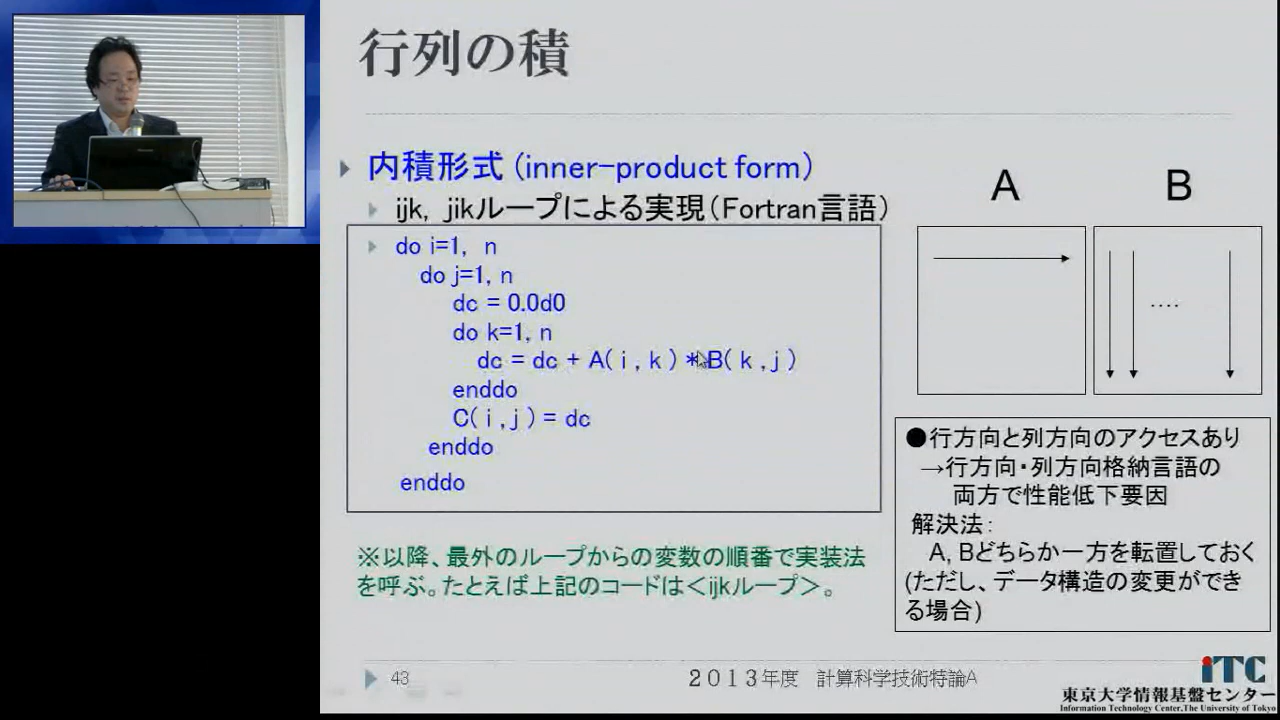 行列の積
内積形式 (inner-product form)
ijk, jikループによる実現(Fortran言語)
do i=1, n
do j=1, n
dc = 0.0d0
do k=1, n
dc = dc + A( i , k ) * B( k , j )
enddo
C( i , j ) = dc
enddo
enddo
※以降、最外のループからの変数の順番で実装法
を呼ぶ。たとえば上記のコードは<ijkループ>。
A
B
....
●行方向と列方向のアクセスあり
→行方向・列方向格納言語の
両方で性能低下要因
解決法:
A, Bどちらか一方を転置しておく
(ただし、データ構造の変更ができ
る場合)
43
2013年度 計算科学技術特論A
iTC
東京大学情報基盤センター
Information Technology Center, The University of Tokyo